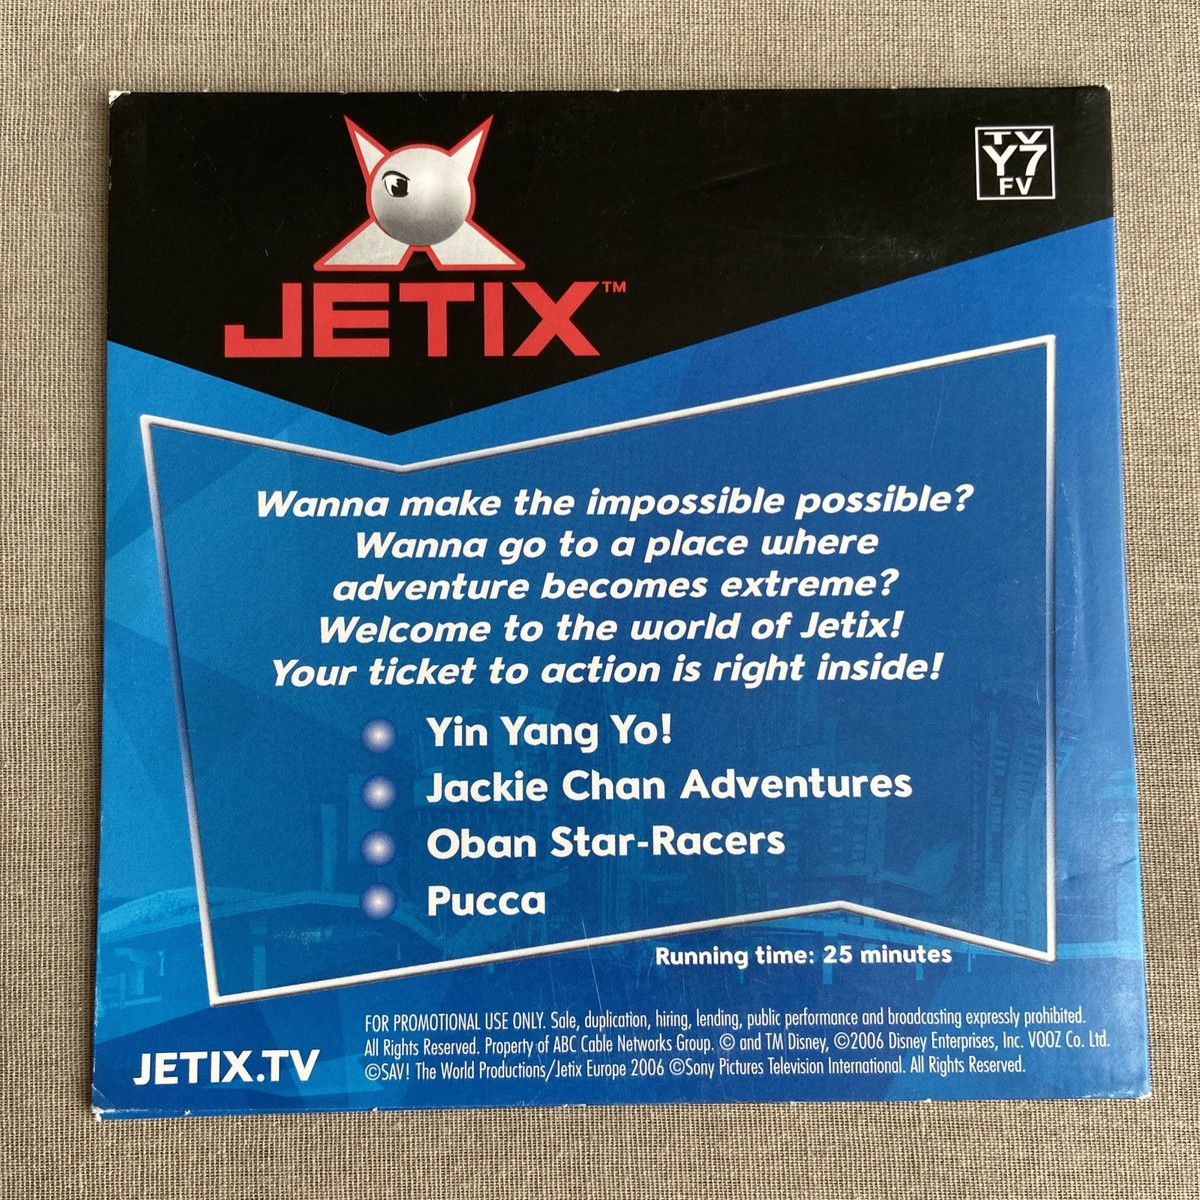 TV
Y7
FV
JETIX™
Wanna make the impossible possible?
Wanna go to a place where
adventure becomes extreme?
Welcome to the world of Jetix!
Your ticket to action is right inside!
Yin Yang Yo!
Jackie Chan Adventures
Oban Star-Racers
Pucca
Running time: 25 minutes
FOR PROMOTIONAL USE ONLY. Sale, duplication, hiring, lending, public performance and broadcasting expressly prohibited.
All Rights Reserved. Property of ABC Cable Networks Group. © and TM Disney, ©2006 Disney Enterprises, Inc. VOOZ Co. Ltd.
©SAV! The World Productions/Jetix Europe 2006 ©Sony Pictures Television International. All Rights Reserved.
JETIX.TV